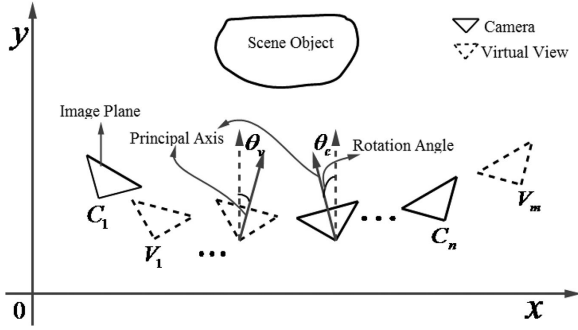 y
Scene Object
Camera
Virtual View
Image Plane
Principal Axis
θv
θc
Rotation Angle
C1
V1
...
...
Cn
Vm
0
x